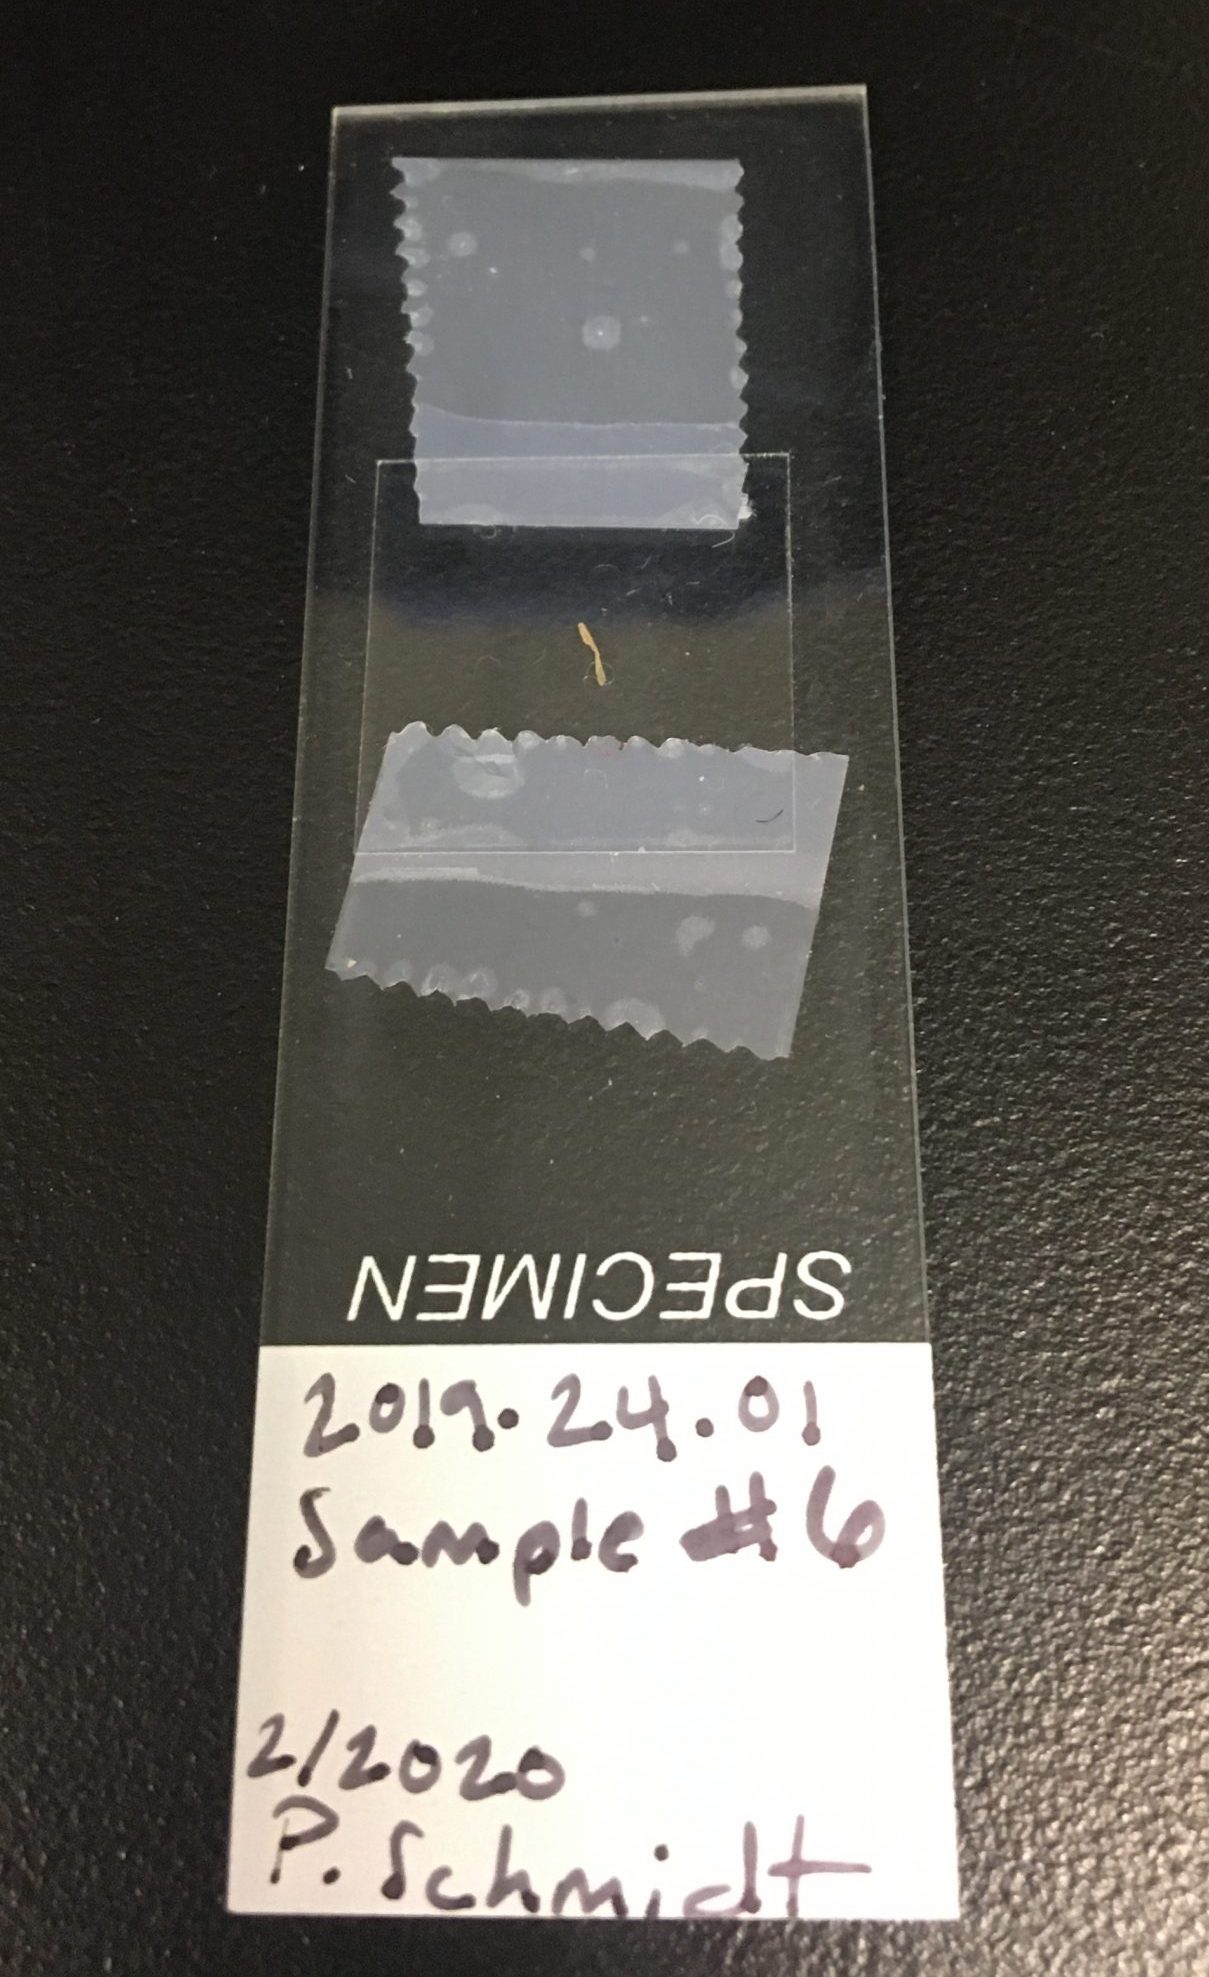 SPECIMEN
2019.24.01
Sample #6
2/2020
P. Schmidt